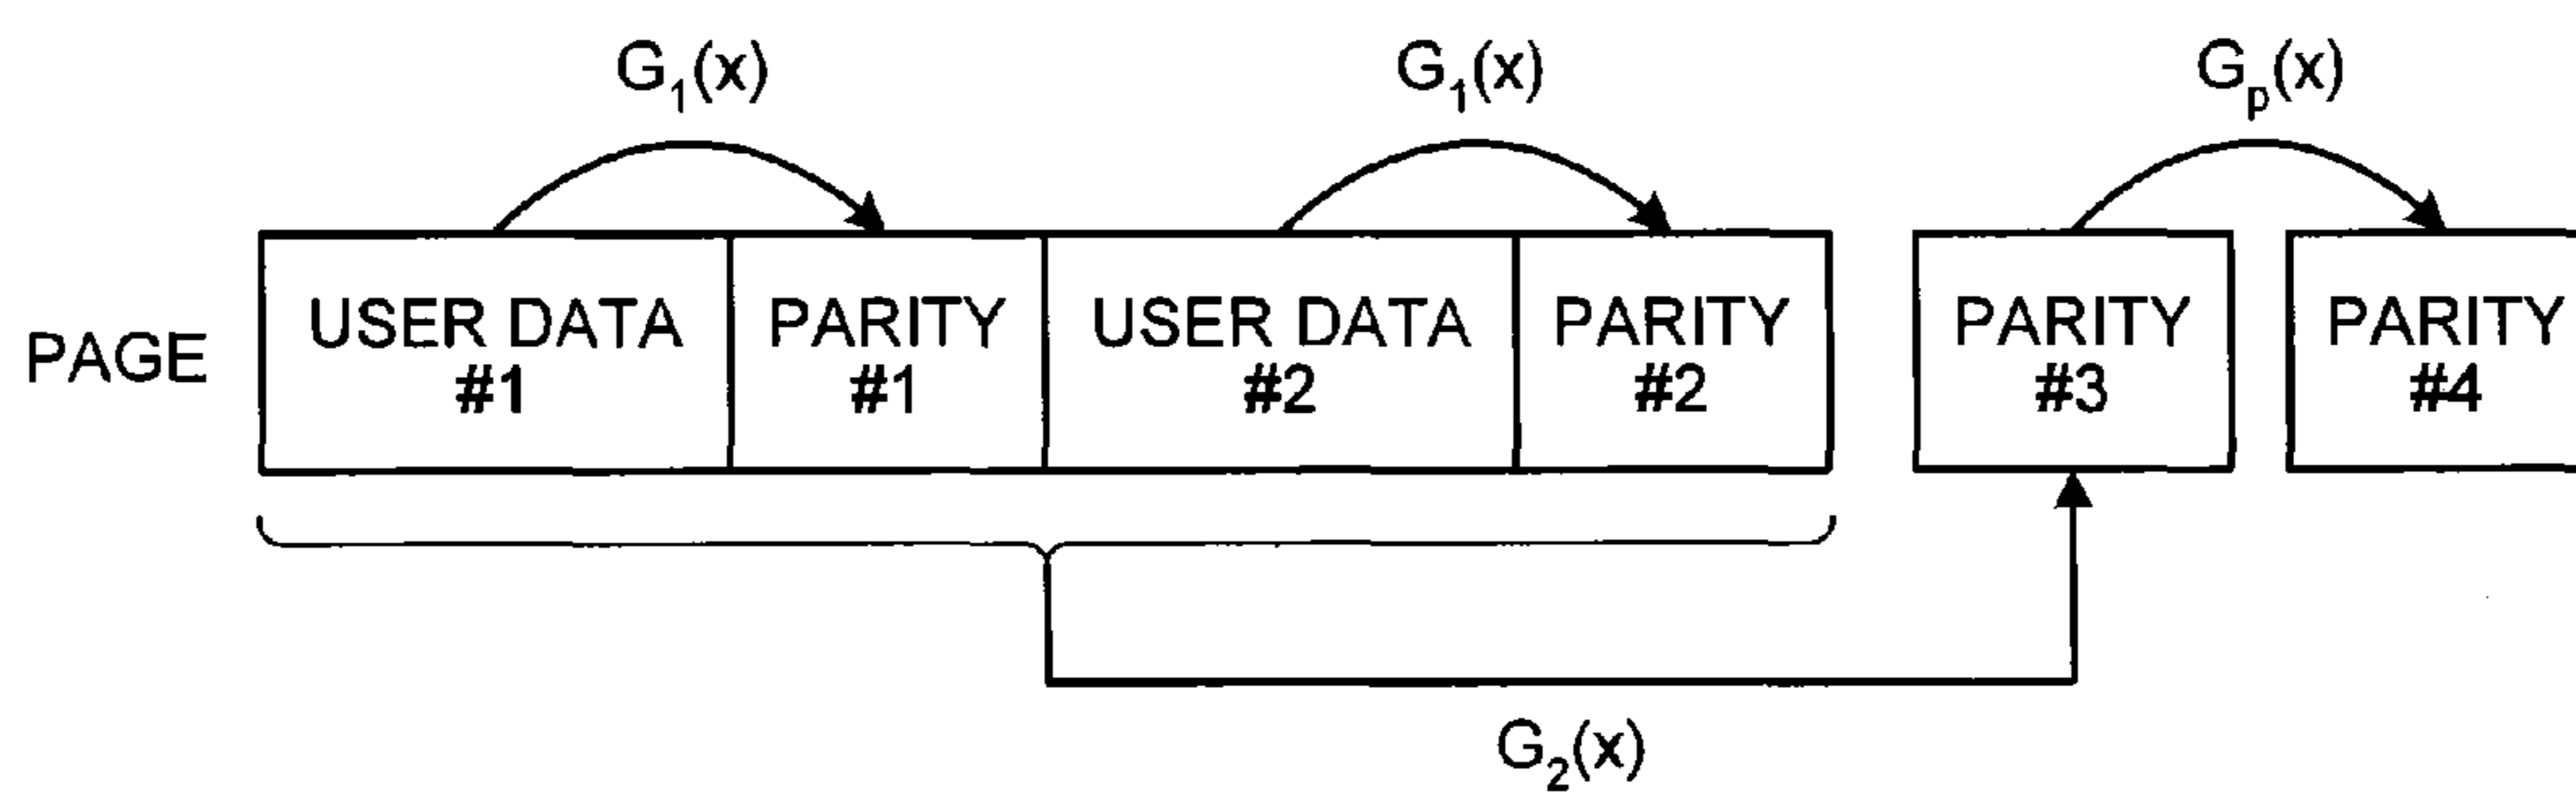 G1(x) G1(x) Gp(x)
PAGE
USER DATA #1
PARITY #1
USER DATA #2
PARITY #2
PARITY #3
PARITY #4
G2(x)